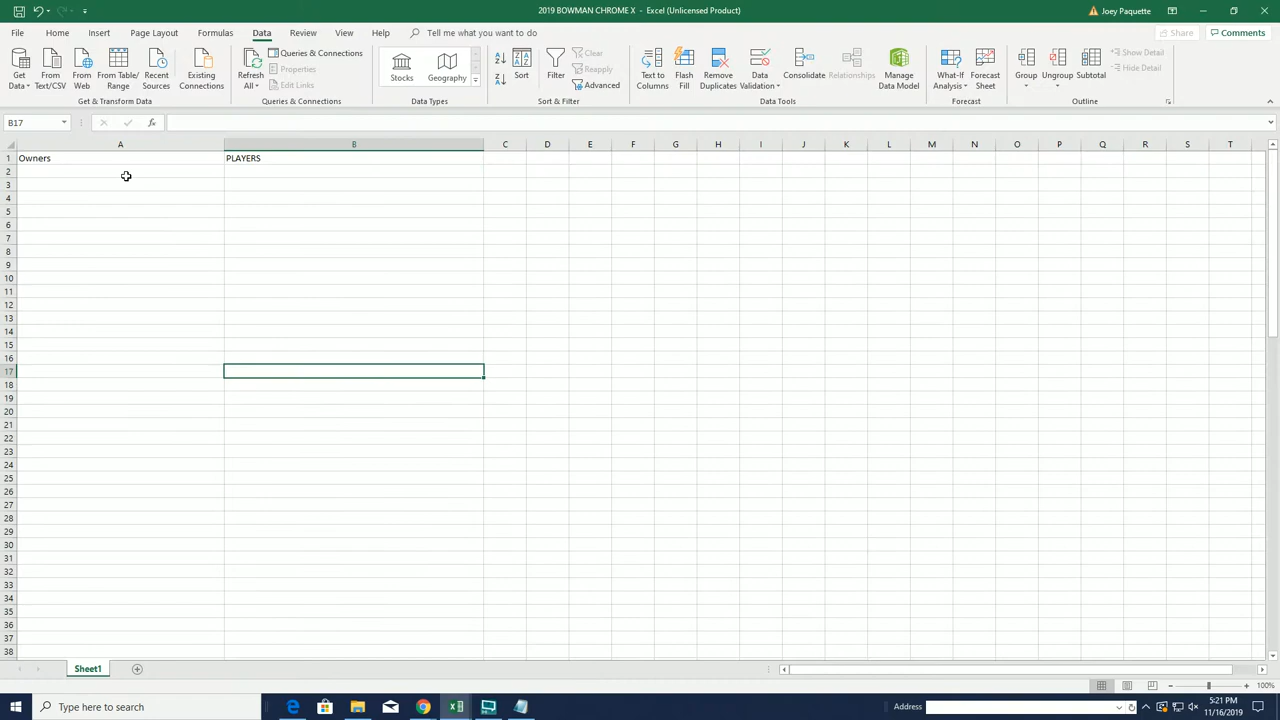 2019 BOWMAN CHROME X - Excel (Unlicensed Product)
Joey Paquette
File Home Insert Page Layout Formulas Data Review View Help Tell me what you want to do
Share Comments
Get Data
From Text/CSV
From Web
From Table/Range
Recent Sources
Existing Connections
Get & Transform Data
Refresh All
Queries & Connections
Properties
Edit Links
Queries & Connections
Stocks
Geography
Data Types
Sort
Filter
Clear
Reapply
Advanced
Sort & Filter
Text to Columns
Flash Fill
Remove Duplicates
Data Validation
Consolidate
Relationships
Manage Data Model
Data Tools
What-If Analysis
Forecast Sheet
Forecast
Group
Ungroup
Subtotal
Show Detail
Hide Detail
Outline
B17
fx
A B C D E F G H I J K L M N O P Q R S T
1 Owners PLAYERS
2
3
4
5
6
7
8
9
10
11
12
13
14
15
16
17
18
19
20
21
22
23
24
25
26
27
28
29
30
31
32
33
34
35
36
37
38
Sheet1
100%
Type here to search
Address
5:21 PM
11/16/2019